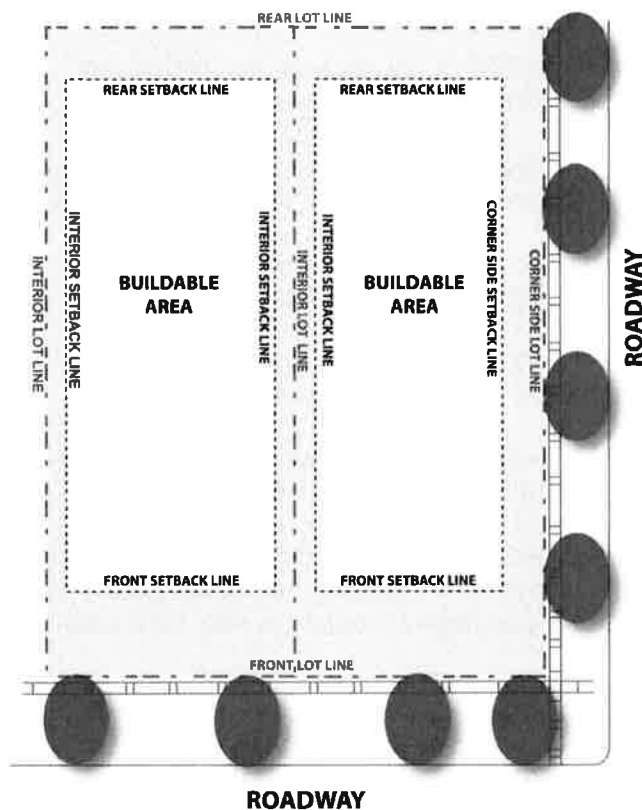 REAR LOT LINE
REAR SETBACK LINE
REAR SETBACK LINE
INTERIOR LOT LINE
INTERIOR SETBACK LINE
BUILDABLE
AREA
INTERIOR SETBACK LINE
INTERIOR LOT LINE
INTERIOR SETBACK LINE
BUILDABLE
AREA
CORNER SIDE SETBACK LINE
CORNER SIDE LOT LINE
ROADWAY
FRONT SETBACK LINE
FRONT SETBACK LINE
FRONT LOT LINE
ROADWAY